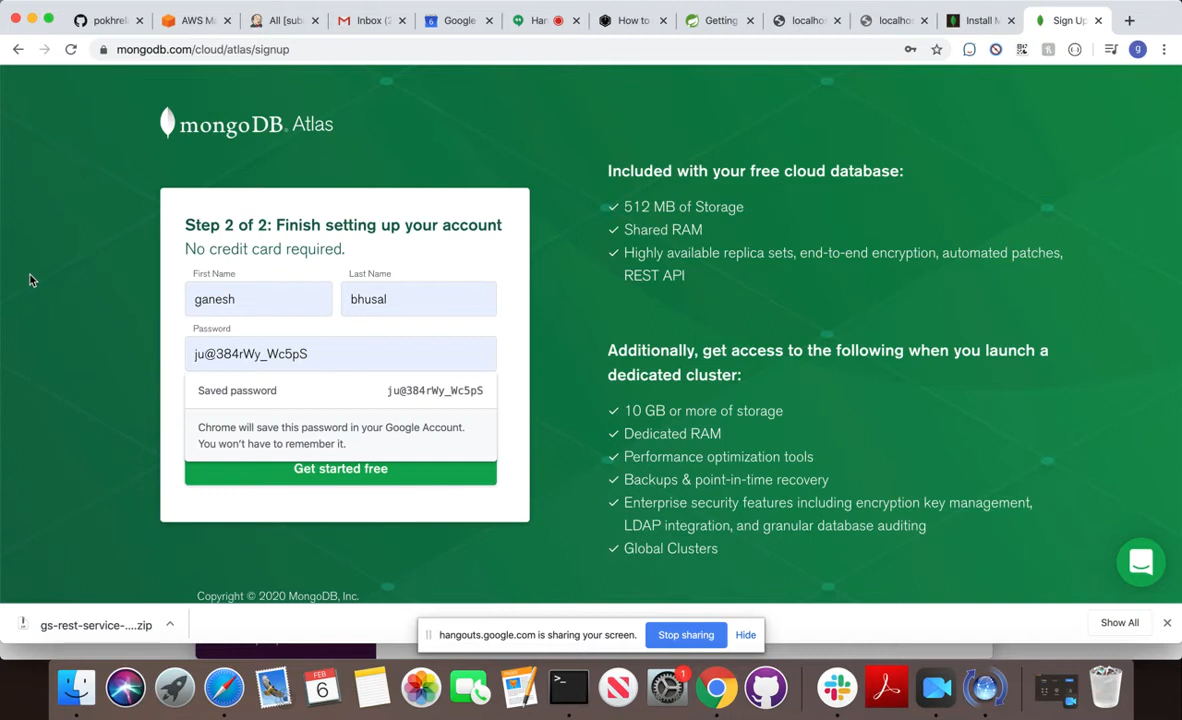 pokhrel
AWS Ma
All [sub
Inbox (2
Google
Han
How to
Getting
localhos
localhos
Install M
Sign Up
mongodb.com/cloud/atlas/signup
g
mongoDB. Atlas
Step 2 of 2: Finish setting up your account
No credit card required.
First Name
Last Name
ganesh
bhusal
Password
ju@384rWy_Wc5pS
Saved password
ju@384rWy_Wc5pS
Chrome will save this password in your Google Account.
You won't have to remember it.
Get started free
Included with your free cloud database:
✓ 512 MB of Storage
✓ Shared RAM
✓ Highly available replica sets, end-to-end encryption, automated patches,
REST API
Additionally, get access to the following when you launch a
dedicated cluster:
✓ 10 GB or more of storage
✓ Dedicated RAM
✓ Performance optimization tools
✓ Backups & point-in-time recovery
✓ Enterprise security features including encryption key management,
LDAP integration, and granular database auditing
✓ Global Clusters
Copyright © 2020 MongoDB, Inc.
gs-rest-service-....zip
hangouts.google.com is sharing your screen.
Stop sharing
Hide
Show All
FEB
6
1